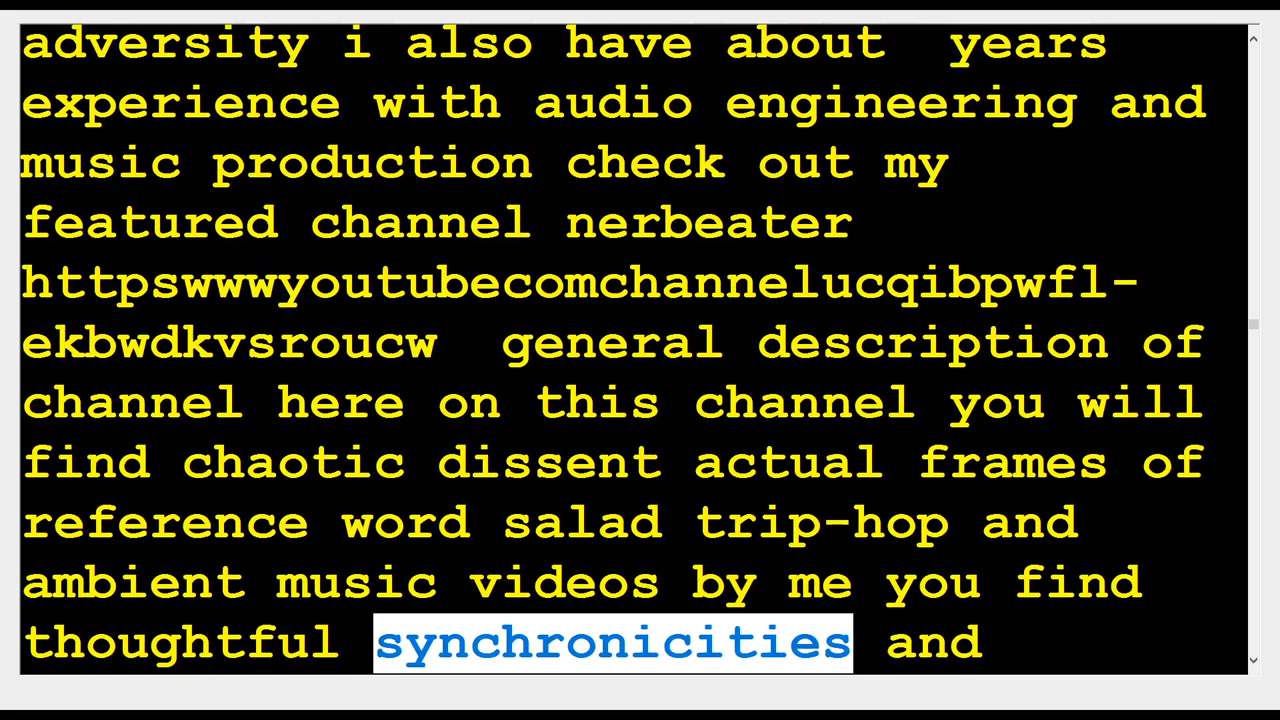 adversity i also have about  years
experience with audio engineering and
music production check out my
featured channel nerbeater
httpswwwyoutubecomchannelucqibpwfl-
ekbwdkvsroucw  general description of
channel here on this channel you will
find chaotic dissent actual frames of
reference word salad trip-hop and
ambient music videos by me you find
thoughtful synchronicities and